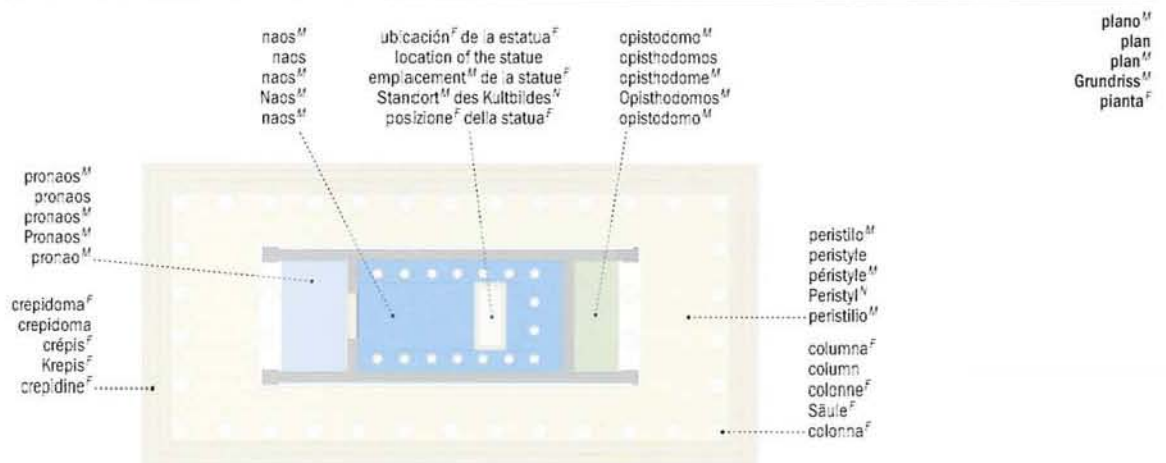 plano^M
plan
plan^M
Grundriss^M
pianta^F
naos^M
naos
naos^M
Naos^M
naos^M
ubicación^F de la estatua^F
location of the statue
emplacement^M de la statue^F
Standort^M des Kultbildes^N
posizione^F della statua^F
opistodomo^M
opisthodomos
opisthodome^M
Opisthodomos^M
opistodomo^M
pronaos^M
pronaos
pronaos^M
Pronaos^M
pronao^M
crepidoma^F
crepidoma
crépis^F
Krepis^F
crepidine^F
peristilo^M
peristyle
péristyle^M
Peristyl^N
peristilio^M
columna^F
column
colonne^F
Säule^F
colonna^F